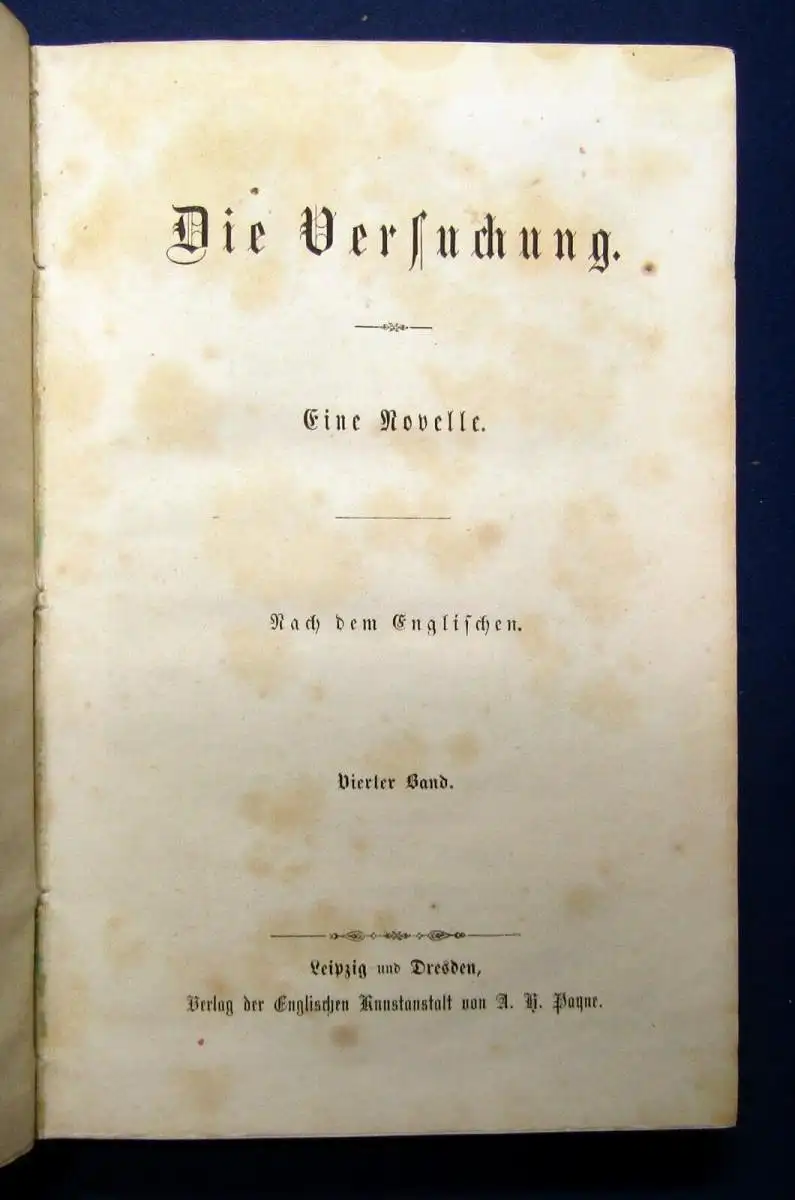 Die Verſuchung.
Eine Novelle.
Nach dem Engliſchen.
Vierter Band.
Leipzig und Dresden,
Verlag der Engliſchen Kunstanstalt von A. H. Payne.